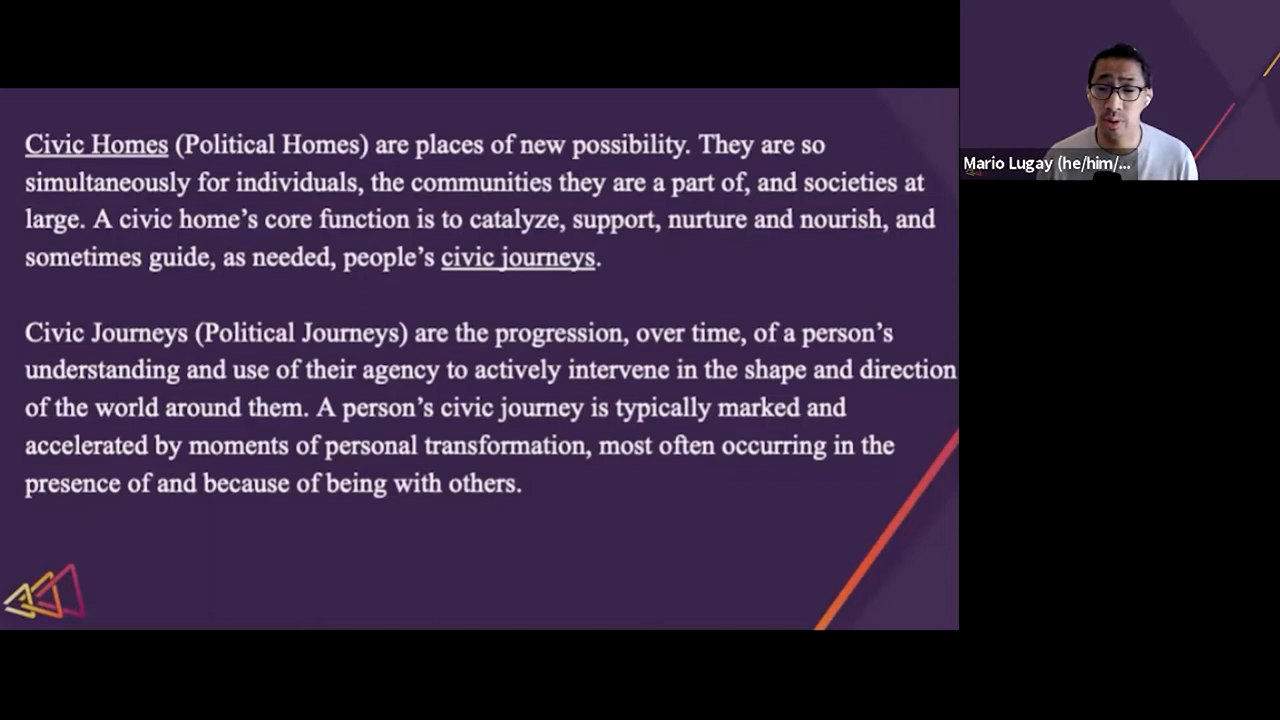 Civic Homes (Political Homes) are places of new possibility. They are so
simultaneously for individuals, the communities they are a part of, and societies at
large. A civic home’s core function is to catalyze, support, nurture and nourish, and
sometimes guide, as needed, people’s civic journeys.
Civic Journeys (Political Journeys) are the progression, over time, of a person’s
understanding and use of their agency to actively intervene in the shape and direction
of the world around them. A person’s civic journey is typically marked and
accelerated by moments of personal transformation, most often occurring in the
presence of and because of being with others.
Mario Lugay (he/him/...